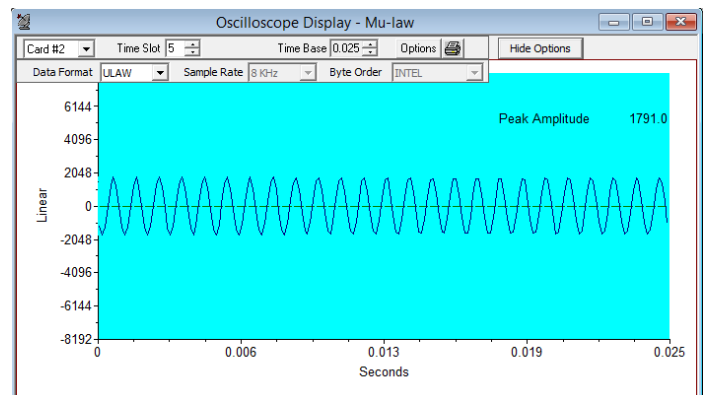 Oscilloscope Display - Mu-law
Card #2 Time Slot 5 Time Base 0.025 Options Hide Options
Data Format ULAW Sample Rate 8 KHz Byte Order INTEL
Peak Amplitude 1791.0
6144
4096
2048
0
-2048
-4096
-6144
-8192
Linear
0 0.006 0.013 0.019 0.025
Seconds